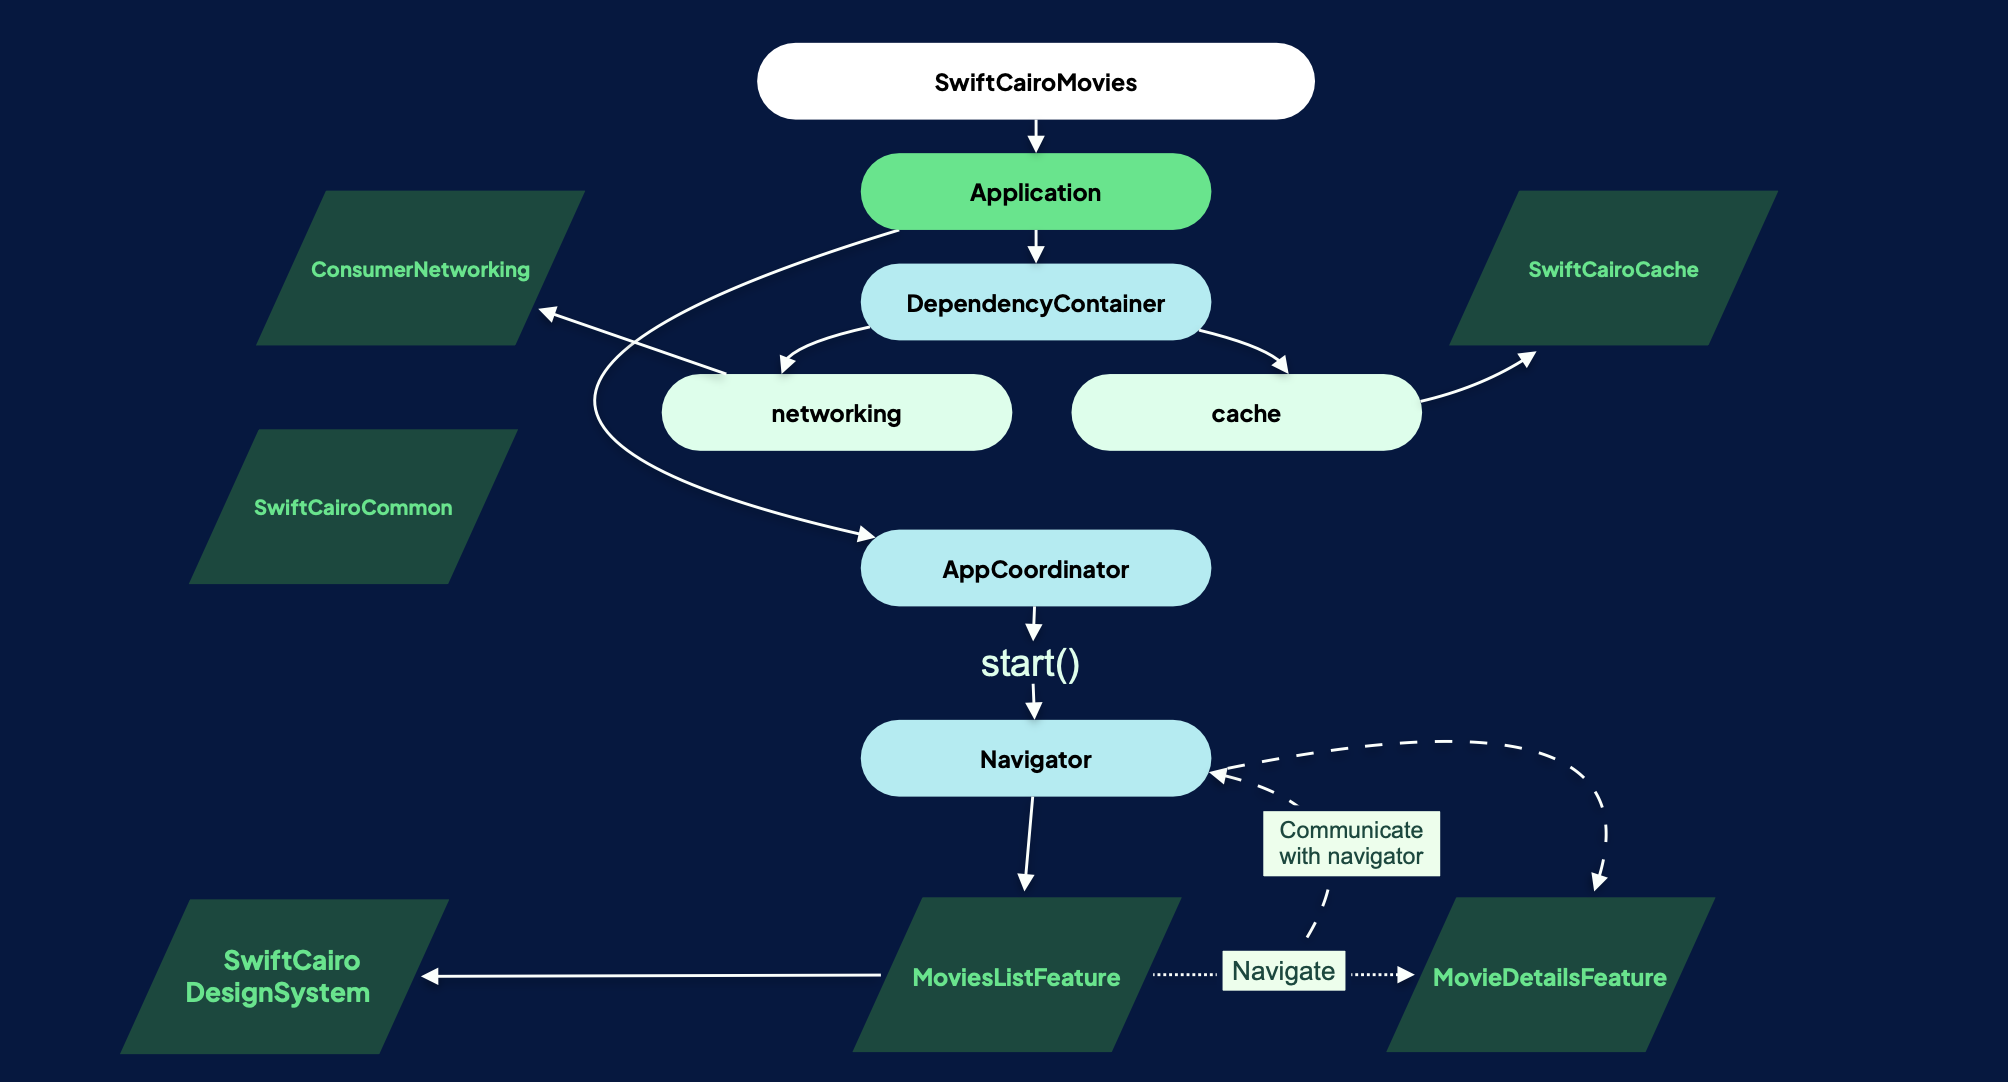 SwiftCairoMovies
Application
ConsumerNetworking
SwiftCairoCache
DependencyContainer
networking
cache
SwiftCairoCommon
AppCoordinator
start()
Navigator
Communicate
with navigator
SwiftCairo
DesignSystem
MoviesListFeature
Navigate
MovieDetailsFeature